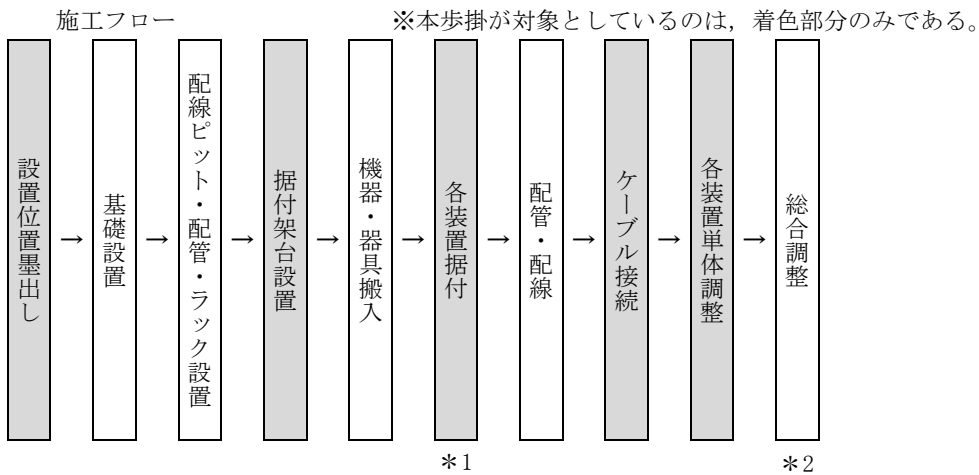 施工フロー
※本歩掛が対象としているのは，着色部分のみである。
設置位置墨出し
→
基礎設置
→
配線ピット・配管・ラック設置
→
据付架台設置
→
機器・器具搬入
→
各装置据付
→
配管・配線
→
ケーブル接続
→
各装置単体調整
→
総合調整
＊1
＊2